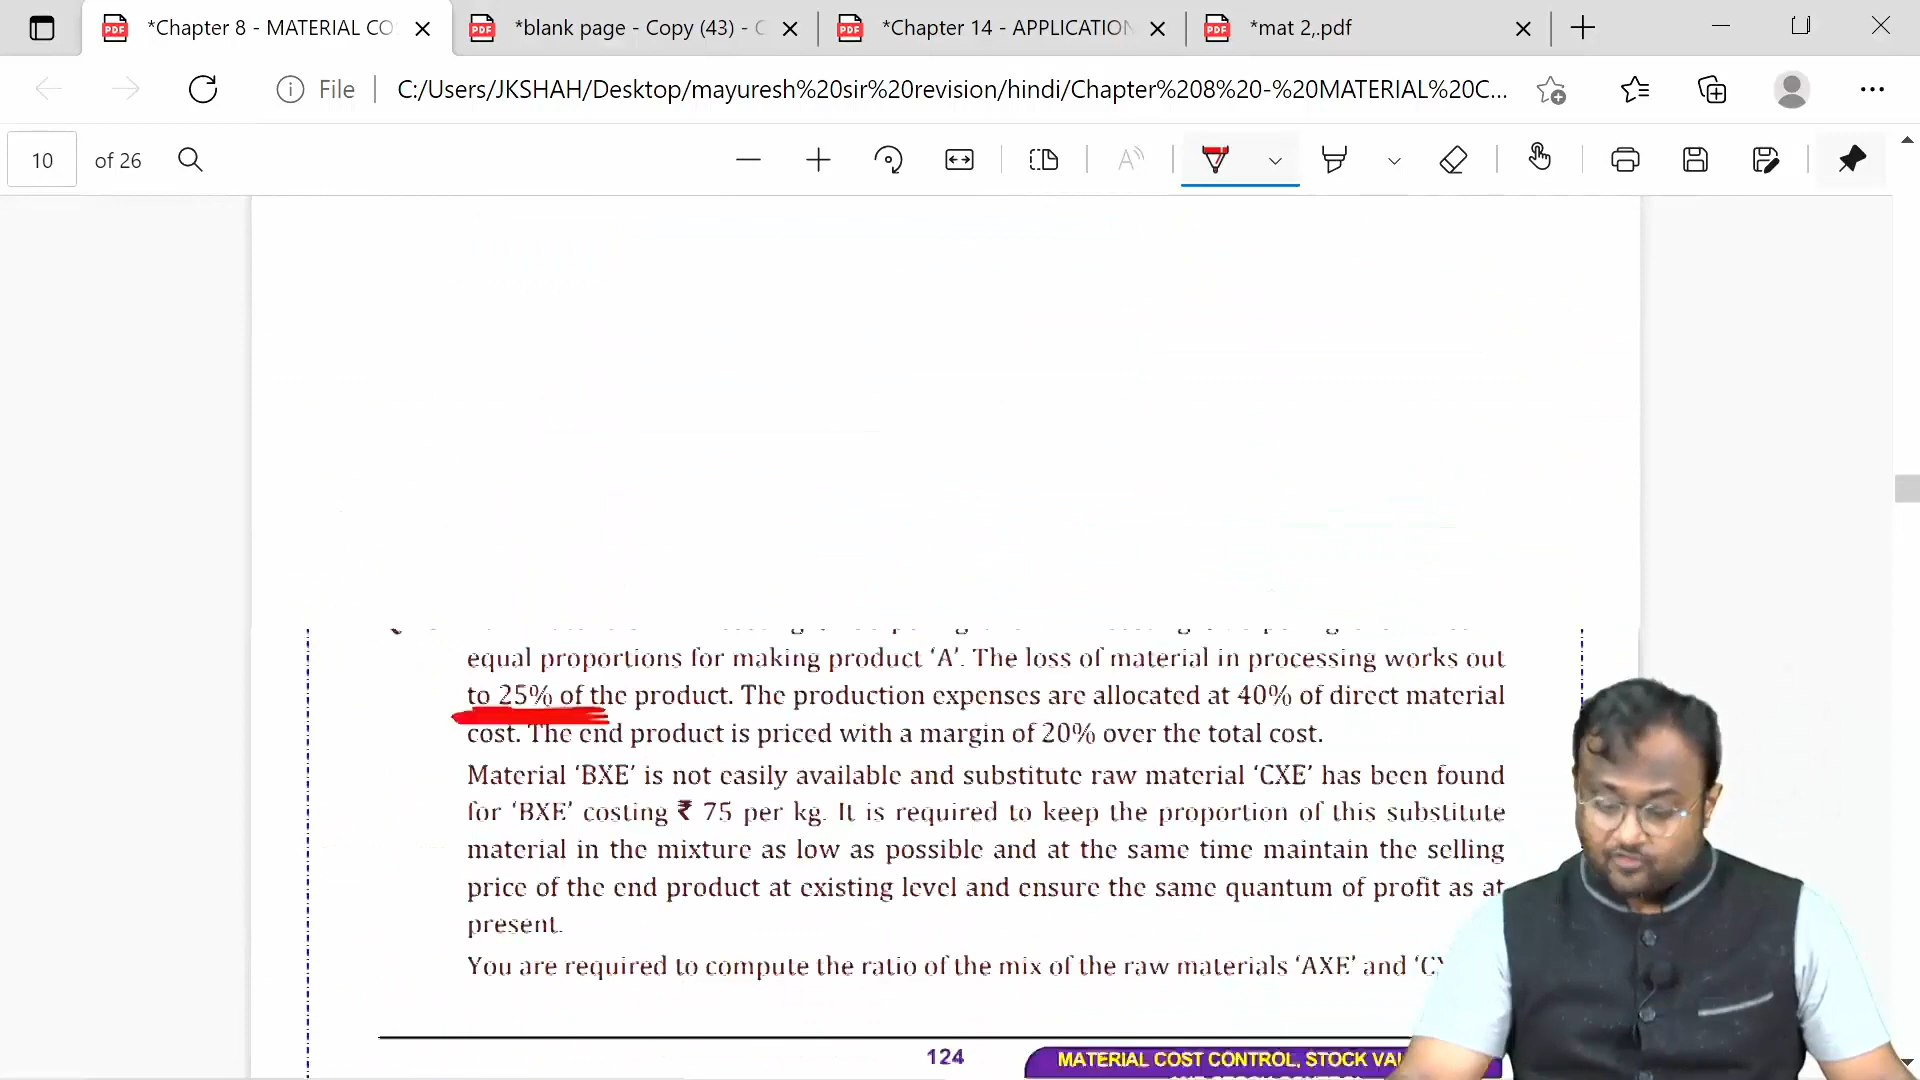 *Chapter 8 - MATERIAL CO
*blank page - Copy (43) - C
*Chapter 14 - APPLICATION
*mat 2,.pdf
File
C:/Users/JKSHAH/Desktop/mayuresh%20sir%20revision/hindi/Chapter%208%20-%20MATERIAL%20C...
10 of 26
equal proportions for making product ‘A’. The loss of material in processing works out
to 25% of the product. The production expenses are allocated at 40% of direct material
cost. The end product is priced with a margin of 20% over the total cost.
Material ‘BXE’ is not easily available and substitute raw material ‘CXE’ has been found
for ‘BXE’ costing ₹ 75 per kg. It is required to keep the proportion of this substitute
material in the mixture as low as possible and at the same time maintain the selling
price of the end product at existing level and ensure the same quantum of profit as at
present.
You are required to compute the ratio of the mix of the raw materials ‘AXE’ and
124
MATERIAL COST CONTROL, STOCK